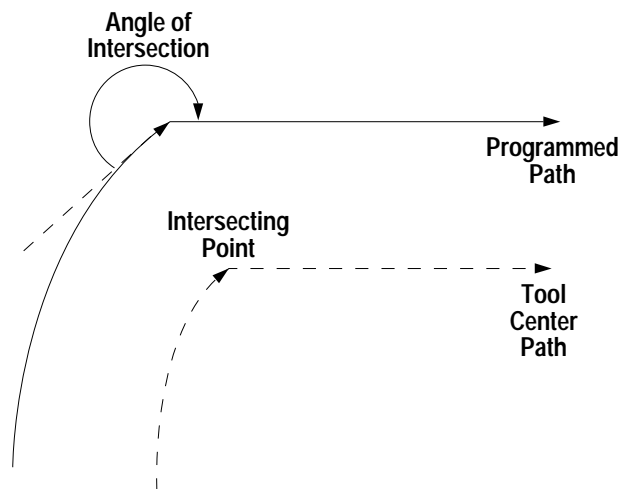 Angle of
Intersection
Programmed
Path
Intersecting
Point
Tool
Center
Path